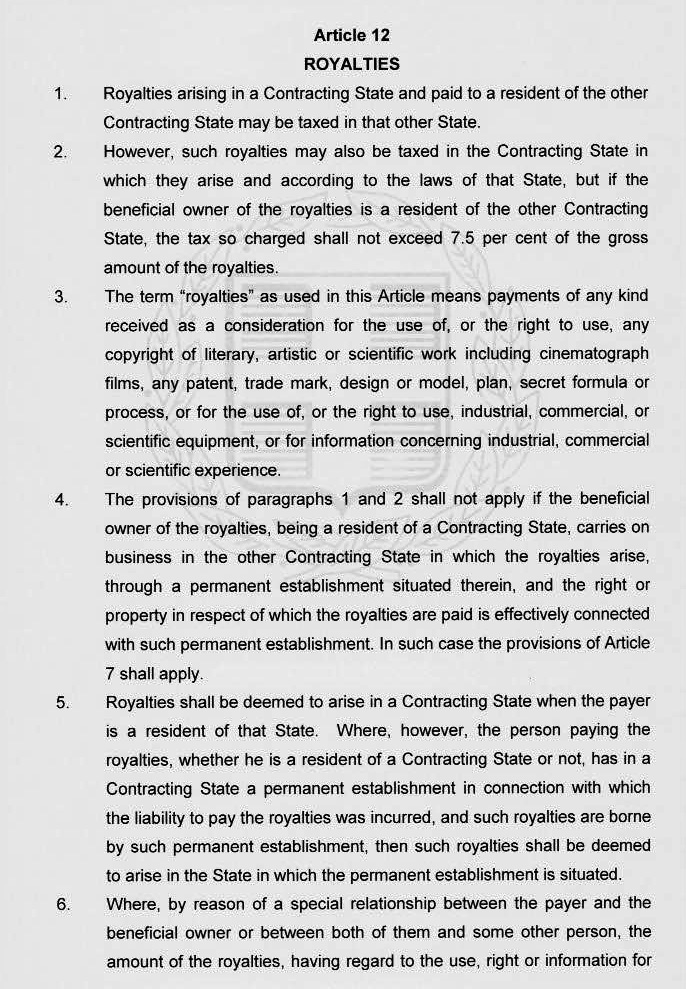 Article 12
ROYALTIES
1. Royalties arising in a Contracting State and paid to a resident of the other
Contracting State may be taxed in that other State.
2. However, such royalties may also be taxed in the Contracting State in
which they arise and according to the laws of that State, but if the
beneficial owner of the royalties is a resident of the other Contracting
State, the tax so charged shall not exceed 7.5 per cent of the gross
amount of the royalties.
3. The term “royalties” as used in this Article means payments of any kind
received as a consideration for the use of, or the right to use, any
copyright of literary, artistic or scientific work including cinematograph
films, any patent, trade mark, design or model, plan, secret formula or
process, or for the use of, or the right to use, industrial, commercial, or
scientific equipment, or for information concerning industrial, commercial
or scientific experience.
4. The provisions of paragraphs 1 and 2 shall not apply if the beneficial
owner of the royalties, being a resident of a Contracting State, carries on
business in the other Contracting State in which the royalties arise,
through a permanent establishment situated therein, and the right or
property in respect of which the royalties are paid is effectively connected
with such permanent establishment. In such case the provisions of Article
7 shall apply.
5. Royalties shall be deemed to arise in a Contracting State when the payer
is a resident of that State. Where, however, the person paying the
royalties, whether he is a resident of a Contracting State or not, has in a
Contracting State a permanent establishment in connection with which
the liability to pay the royalties was incurred, and such royalties are borne
by such permanent establishment, then such royalties shall be deemed
to arise in the State in which the permanent establishment is situated.
6. Where, by reason of a special relationship between the payer and the
beneficial owner or between both of them and some other person, the
amount of the royalties, having regard to the use, right or information for